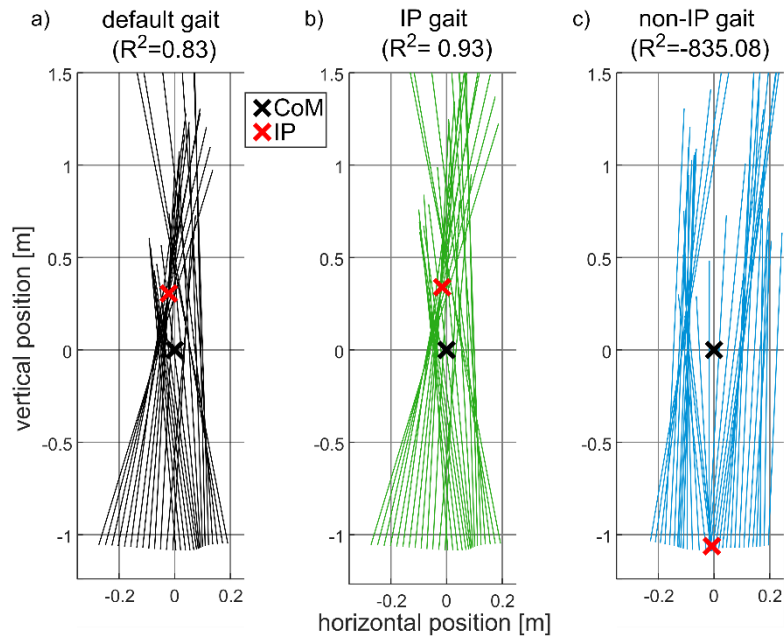 a) default gait
(R²=0.83)
b) IP gait
(R²= 0.93)
c) non-IP gait
(R²=-835.08)
CoM
IP
vertical position [m]
1.5
1
0.5
0
-0.5
-1
1.5
1
0.5
0
-0.5
-1
1.5
1
0.5
0
-0.5
-1
-0.2 0 0.2
-0.2 0 0.2
-0.2 0 0.2
horizontal position [m]